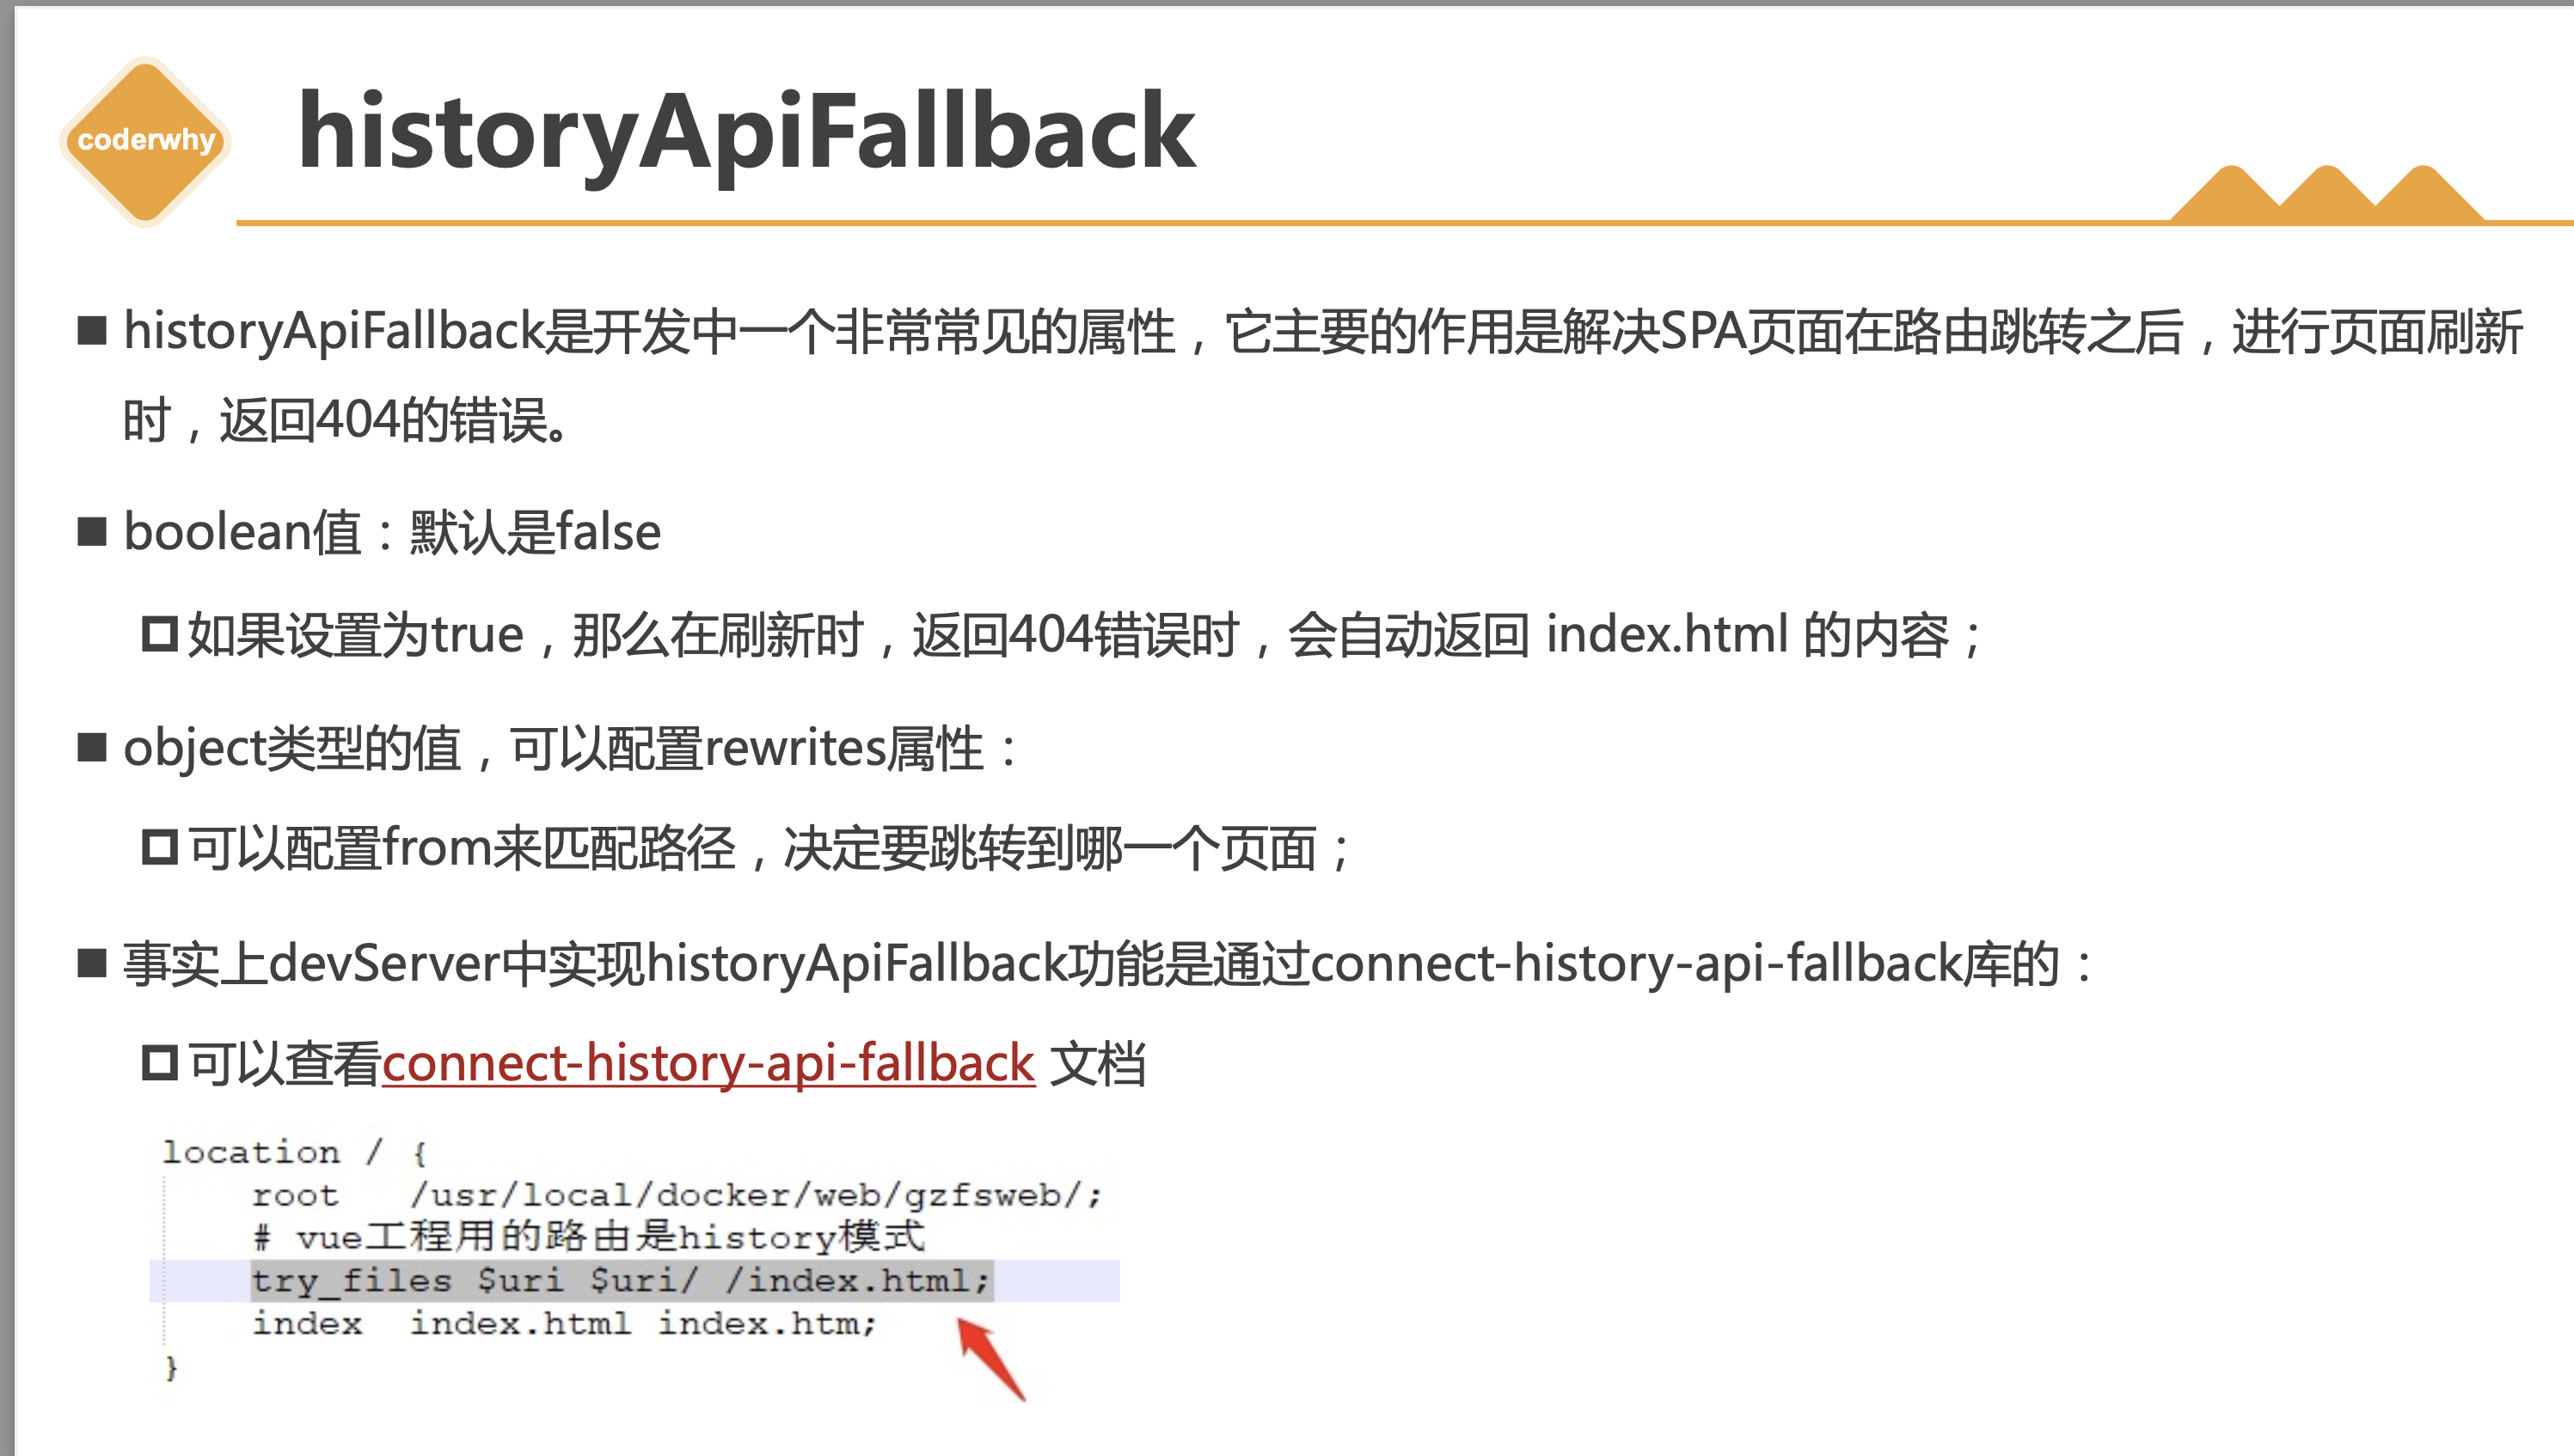 coderwhy
historyApiFallback
historyApiFallback是开发中一个非常常见的属性，它主要的作用是解决SPA页面在路由跳转之后，进行页面刷新
时，返回404的错误。
boolean值：默认是false
如果设置为true，那么在刷新时，返回404错误时，会自动返回 index.html 的内容；
object类型的值，可以配置rewrites属性：
可以配置from来匹配路径，决定要跳转到哪一个页面；
事实上devServer中实现historyApiFallback功能是通过connect-history-api-fallback库的：
可以查看connect-history-api-fallback 文档
location / {
root /usr/local/docker/web/gzfsweb/;
# vue工程用的路由是history模式
try_files $uri $uri/ /index.html;
index index.html index.htm;
}